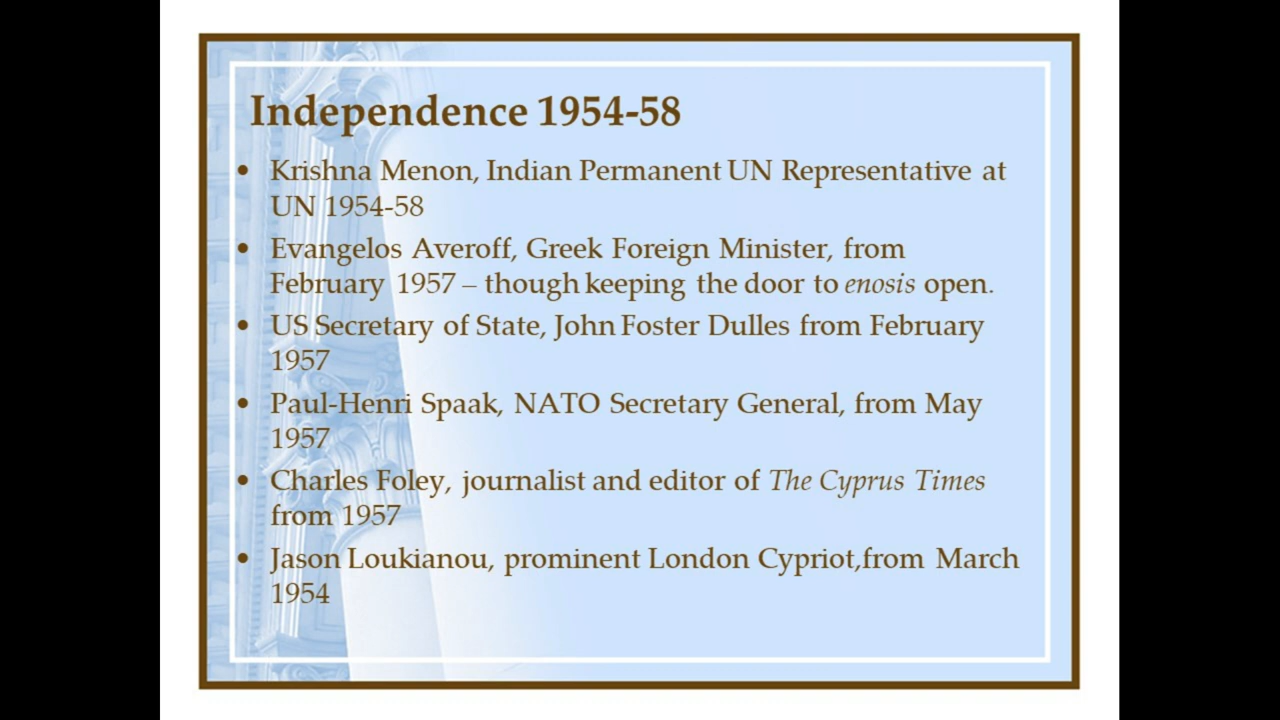 Independence 1954-58
• Krishna Menon, Indian Permanent UN Representative at
UN 1954-58
• Evangelos Averoff, Greek Foreign Minister, from
February 1957 – though keeping the door to enosis open.
• US Secretary of State, John Foster Dulles from February
1957
• Paul-Henri Spaak, NATO Secretary General, from May
1957
• Charles Foley, journalist and editor of The Cyprus Times
from 1957
• Jason Loukianou, prominent London Cypriot,from March
1954